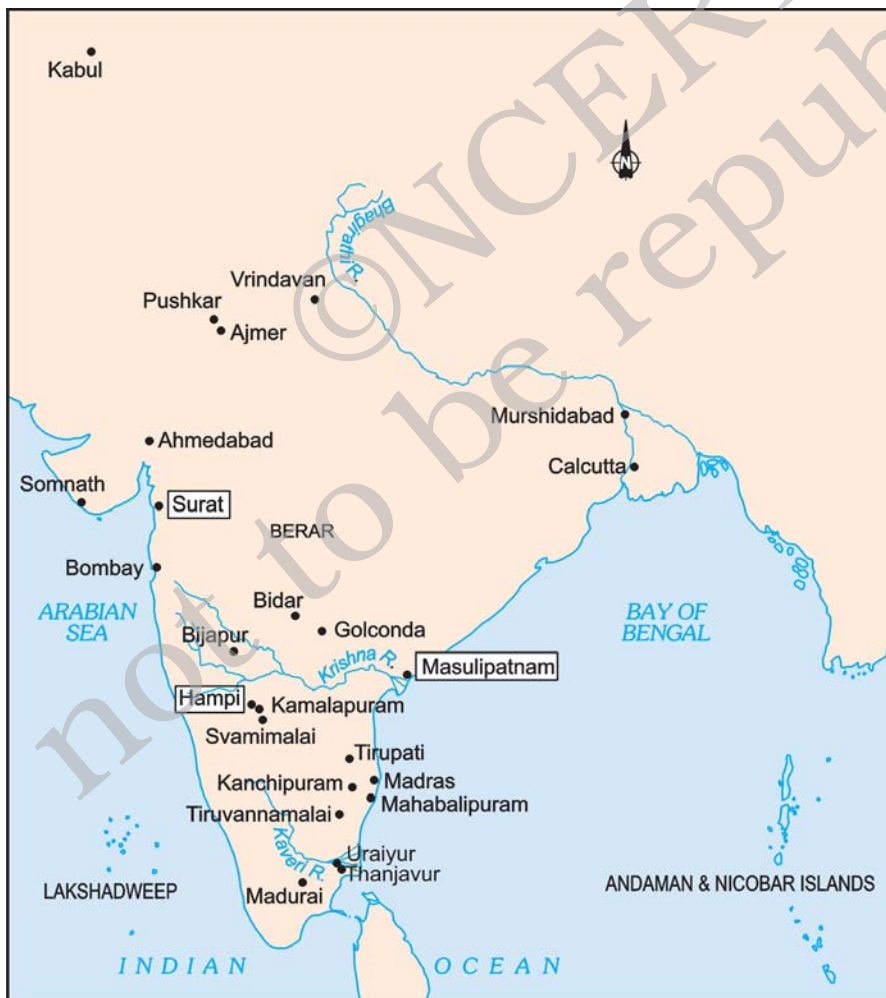 ©NCERT
not to be repub
Kabul
N
Bhagirathi R.
Vrindavan
Pushkar
Ajmer
Murshidabad
Ahmedabad
Calcutta
Somnath
Surat
BERAR
Bombay
Bidar
ARABIAN
SEA
BAY OF
BENGAL
Golconda
Bijapur
Krishna R.
Masulipatnam
Hampi
Kamalapuram
Svamimalai
Tirupati
Kanchipuram
Madras
Mahabalipuram
Tiruvannamalai
Kaveri R.
Uraiyur
Thanjavur
Madurai
LAKSHADWEEP
ANDAMAN & NICOBAR ISLANDS
INDIAN OCEAN